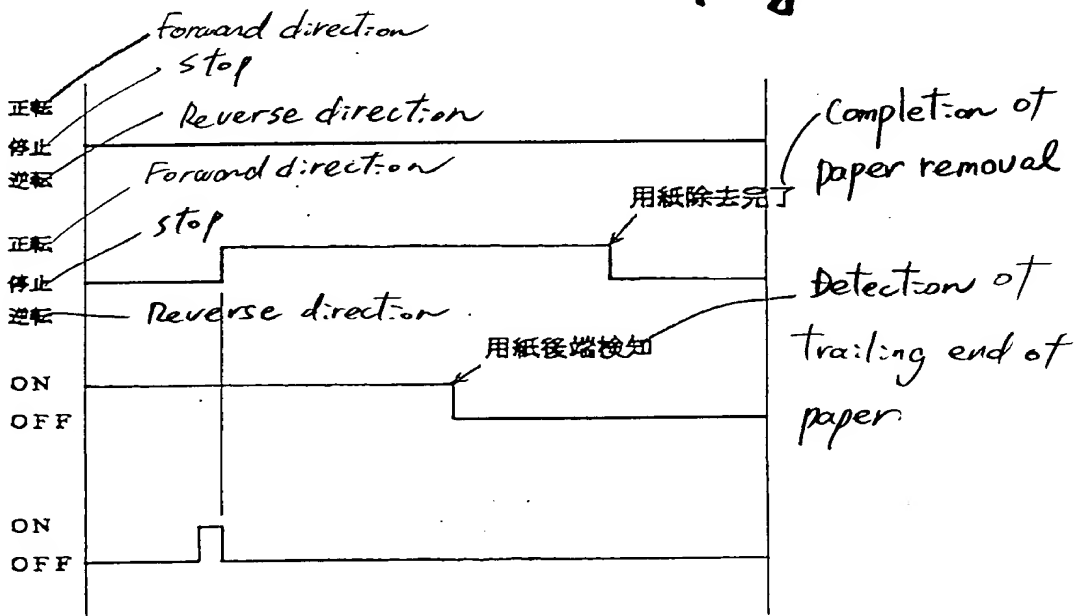 Forward direction
stop
正転
Reverse direction
停止
逆転
Completion of
paper removal
Forward direction
用紙除去完了
stop
正転
停止
Detection of
逆転
Reverse direction
trailing end of
用紙後端検知
paper
ON
OFF
ON
OFF